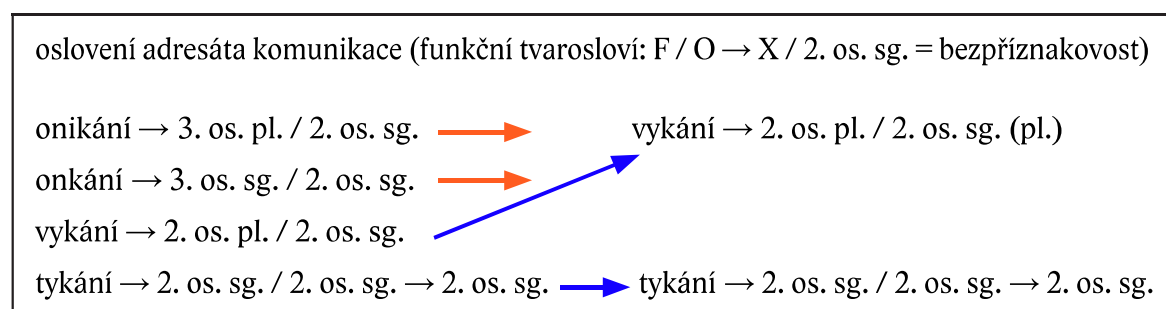 oslovení adresáta komunikace (funkční tvarosloví: F / O → X / 2. os. sg. = bezpříznakovost)
onikání → 3. os. pl. / 2. os. sg. vykání → 2. os. pl. / 2. os. sg. (pl.)
onkání → 3. os. sg. / 2. os. sg.
vykání → 2. os. pl. / 2. os. sg.
tykání → 2. os. sg. / 2. os. sg. → 2. os. sg. tykání → 2. os. sg. / 2. os. sg. → 2. os. sg.